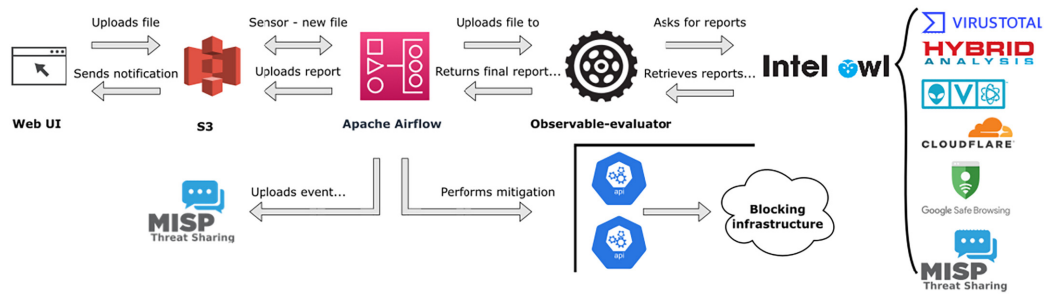 Uploads file
Sensor - new file
Uploads file to
Asks for reports
Sends notification
Uploads report
Returns final report...
Retrieves reports...
Intel owl
Web UI
S3
Apache Airflow
Observable-evaluator
VIRUSTOTAL
HYBRID
ANALYSIS
V
CLOUDFLARE
Google Safe Browsing
MISP
Threat Sharing
Uploads event...
Performs mitigation
api
api
Blocking
infrastructure
MISP
Threat Sharing